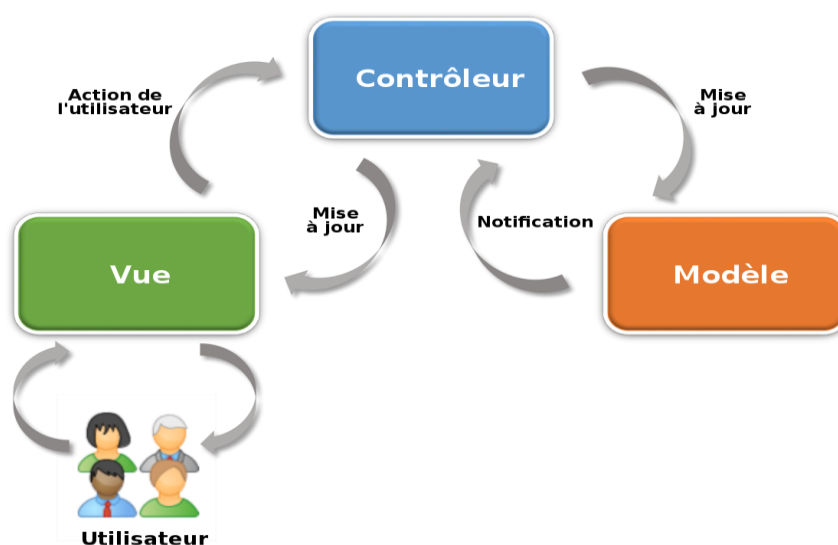 Contrôleur
Action de
l'utilisateur
Mise
à jour
Mise
à jour
Notification
Vue
Modèle
Utilisateur